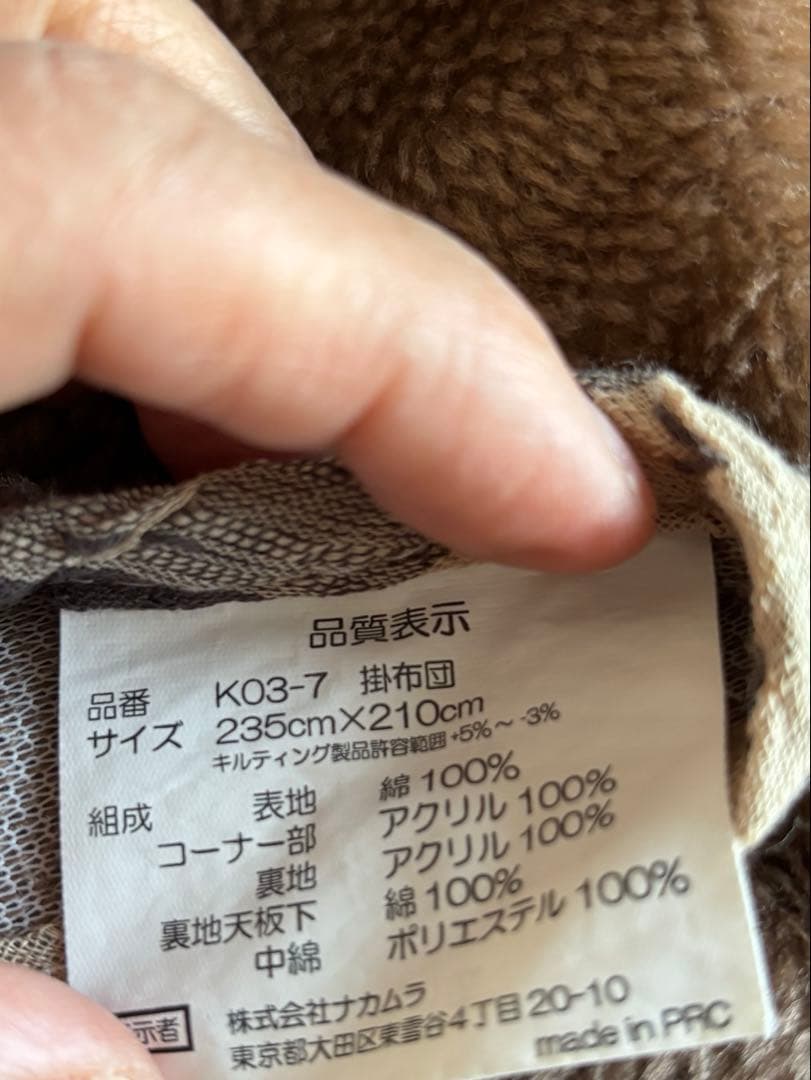 品質表示
品番 K03-7 掛布団
サイズ 235cm×210cm
キルティング製品許容範囲 +5%～ -3%
組成 表地 綿 100%
コーナー部 アクリル 100%
裏地 アクリル 100%
裏地天板下 綿 100%
中綿 ポリエステル 100%
示者 株式会社ナカムラ
東京都大田区東雪谷4丁目20-10
made in PRC